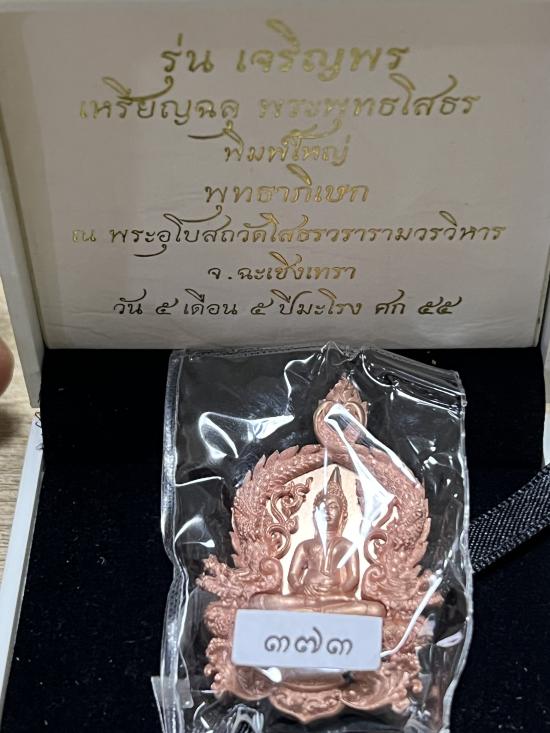 รุ่น เจริญพร
เหรียญฉลุ พระพุทธโสธร
พิมพ์ใหญ่
พุทธาภิเษก
ณ พระอุโบสถวัดโสธรวรารามวรวิหาร
จ.ฉะเชิงเทรา
วัน ๕ เดือน ๕ ปีมะโรง ศก ๕๕
๓๗๓